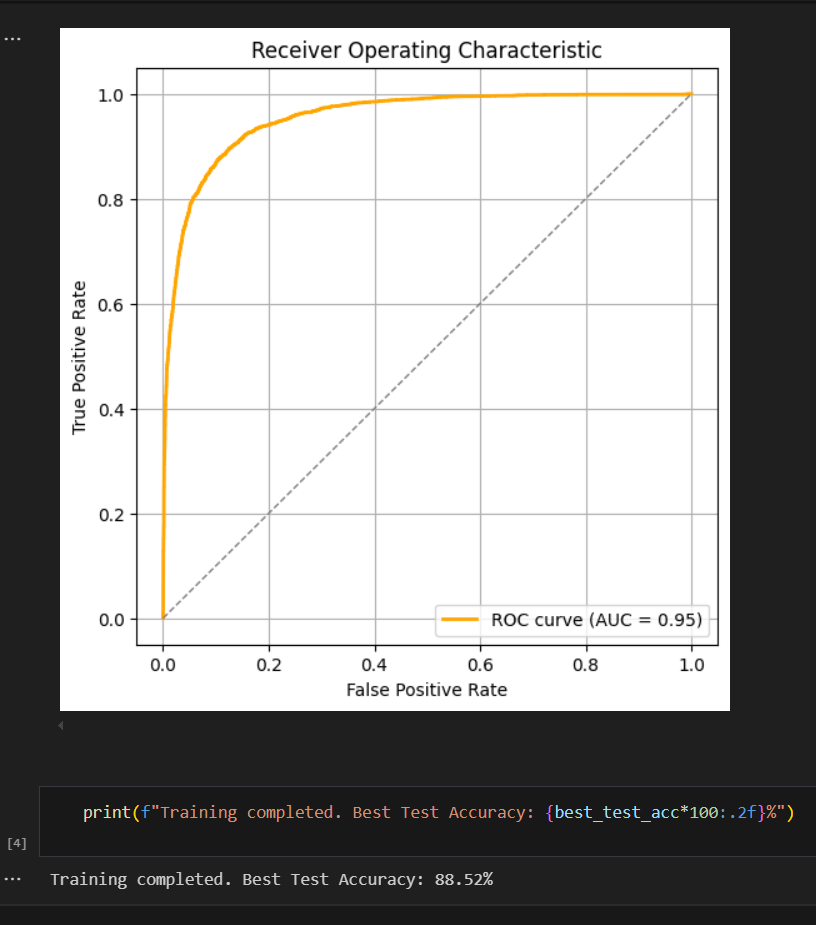 Receiver Operating Characteristic
1.0
0.8
0.6
0.4
0.2
0.0
True Positive Rate
ROC curve (AUC = 0.95)
0.0 0.2 0.4 0.6 0.8 1.0
False Positive Rate
print(f"Training completed. Best Test Accuracy: {best_test_acc*100:.2f}%")
[4]
Training completed. Best Test Accuracy: 88.52%